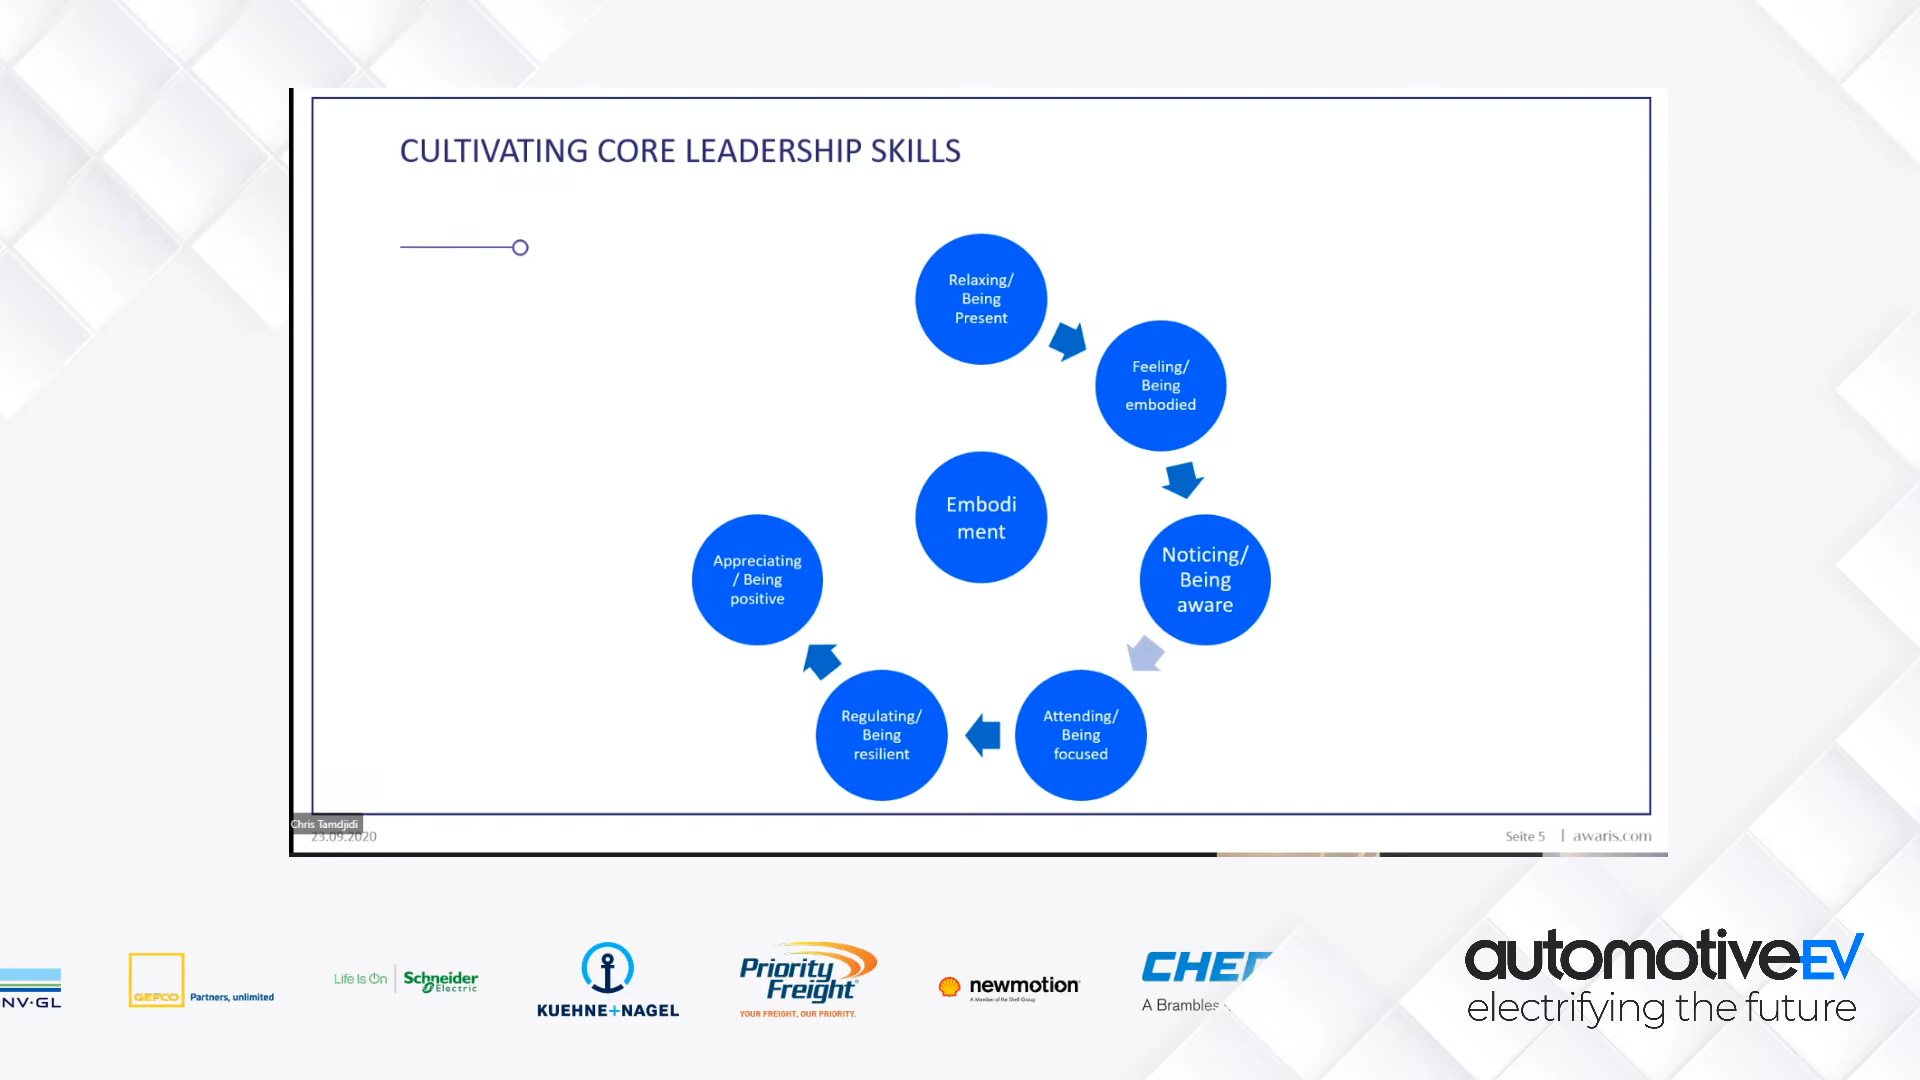 CULTIVATING CORE LEADERSHIP SKILLS
Relaxing/
Being
Present
Feeling/
Being
embodied
Embodi
ment
Noticing/
Being
aware
Appreciating
/ Being
positive
Regulating/
Being
resilient
Attending/
Being
focused
Chris Tamdjidi
23.09.2020
Seite 5 | awaris.com
NV·GL
GEFCO Partners, unlimited
Life Is On | Schneider
Electric
KUEHNE+NAGEL
Priority
Freight
YOUR FREIGHT, OUR PRIORITY.
newmotion
A Member of the Shell Group
CHEP
A Brambles
automotiveEV
electrifying the future